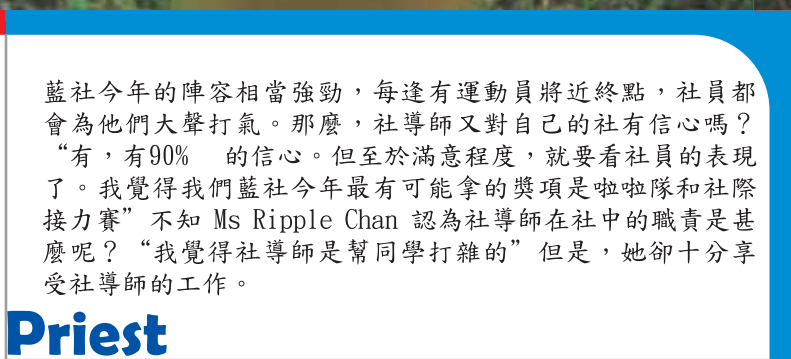 藍社今年的陣容相當強勁，每逢有運動員將近終點，社員都
會為他們大聲打氣。那麼，社導師又對自己的社有信心嗎？
“有，有90%　的信心。但至於滿意程度，就要看社員的表現
了。我覺得我們藍社今年最有可能拿的獎項是啦啦隊和社際
接力賽”不知 Ms Ripple Chan 認為社導師在社中的職責是甚
麼呢？“我覺得社導師是幫同學打雜的”但是，她卻十分享
受社導師的工作。
Priest